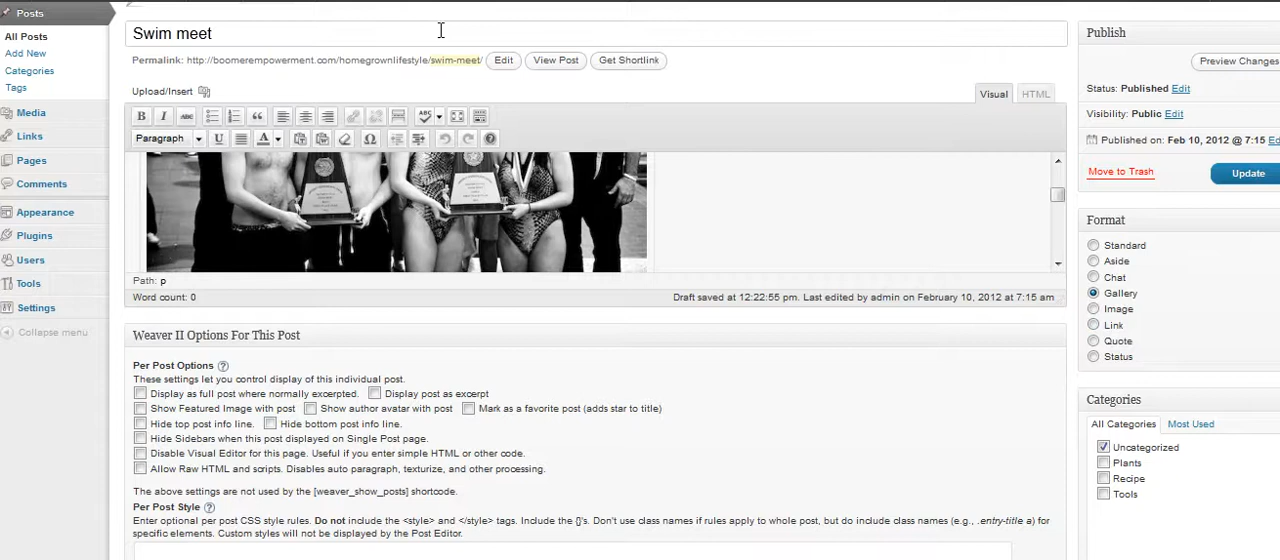 Posts
All Posts
Add New
Categories
Tags
Media
Links
Pages
Comments
Appearance
Plugins
Users
Tools
Settings
Collapse menu
Swim meet
Permalink: http://boomerempowerment.com/homegrownlifestyle/swim-meet/ Edit View Post Get Shortlink
Upload/Insert
Visual HTML
B I ABC ABC
Paragraph U A Ω
Path: p
Word count: 0 Draft saved at 12:22:55 pm. Last edited by admin on February 10, 2012 at 7:15 am
Weaver II Options For This Post
Per Post Options
These settings let you control display of this individual post.
Display as full post where normally excerpted. Display post as excerpt
Show Featured Image with post Show author avatar with post Mark as a favorite post (adds star to title)
Hide top post info line. Hide bottom post info line.
Hide Sidebars when this post displayed on Single Post page.
Disable Visual Editor for this page. Useful if you enter simple HTML or other code.
Allow Raw HTML and scripts. Disables auto paragraph, texturize, and other processing.
The above settings are not used by the [weaver_show_posts] shortcode.
Per Post Style
Enter optional per post CSS style rules. Do not include the <style> and </style> tags. Include the {}'s. Don't use class names if rules apply to whole post, but do include class names (e.g., .entry-title a) for
specific elements. Custom styles will not be displayed by the Post Editor.
Publish
Preview Changes
Status: Published Edit
Visibility: Public Edit
Published on: Feb 10, 2012 @ 7:15 Ed
Move to Trash Update
Format
Standard
Aside
Chat
Gallery
Image
Link
Quote
Status
Categories
All Categories Most Used
Uncategorized
Plants
Recipe
Tools